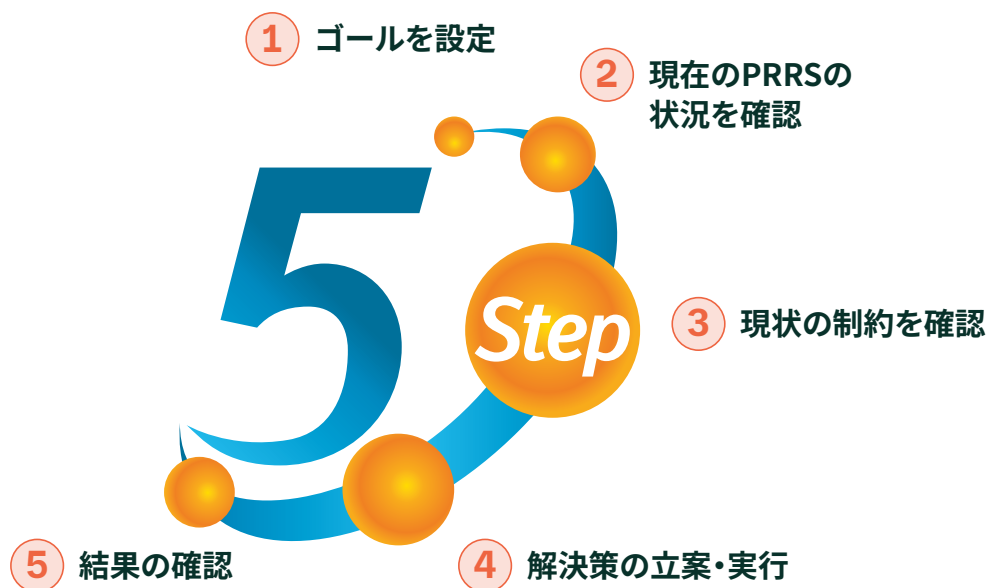 1 ゴールを設定
2 現在のPRRSの
状況を確認
5
Step
3 現状の制約を確認
4 解決策の立案・実行
5 結果の確認